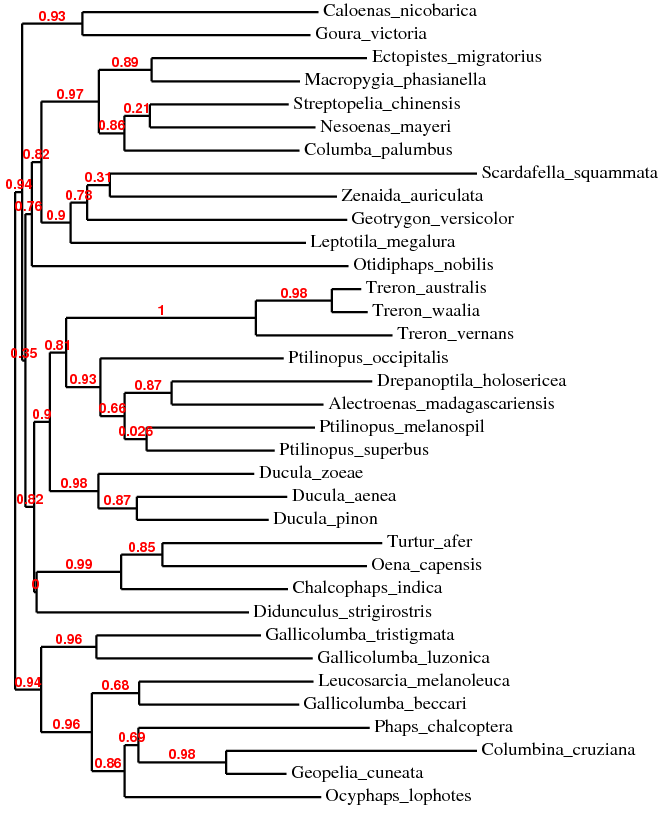 0.93
Caloenas_nicobarica
Goura_victoria
0.89
Ectopistes_migratorius
Macropygia_phasianella
0.97
0.21
Streptopelia_chinensis
0.86
Nesoenas_mayeri
Columba_palumbus
0.82
0.94
0.31
Scardafella_squammata
0.78
Zenaida_auriculata
0.76
0.9
Geotrygon_versicolor
Leptotila_megalura
Otidiphaps_nobilis
0.98
Treron_australis
1
Treron_waalia
Treron_vernans
0.35
0.81
Ptilinopus_occipitalis
0.93
0.87
Drepanoptila_holosericea
0.9
0.66
Alectroenas_madagascariensis
0.026
Ptilinopus_melanospil
Ptilinopus_superbus
0.98
Ducula_zoeae
0.82
0.87
Ducula_aenea
Ducula_pinon
0.85
Turtur_afer
0.99
Oena_capensis
0
Chalcophaps_indica
Didunculus_strigirostris
0.96
Gallicolumba_tristigmata
Gallicolumba_luzonica
0.94
0.68
Leucosarcia_melanoleuca
Gallicolumba_beccari
0.96
0.69
Phaps_chalcoptera
0.86
0.98
Columbina_cruziana
Geopelia_cuneata
Ocyphaps_lophotes